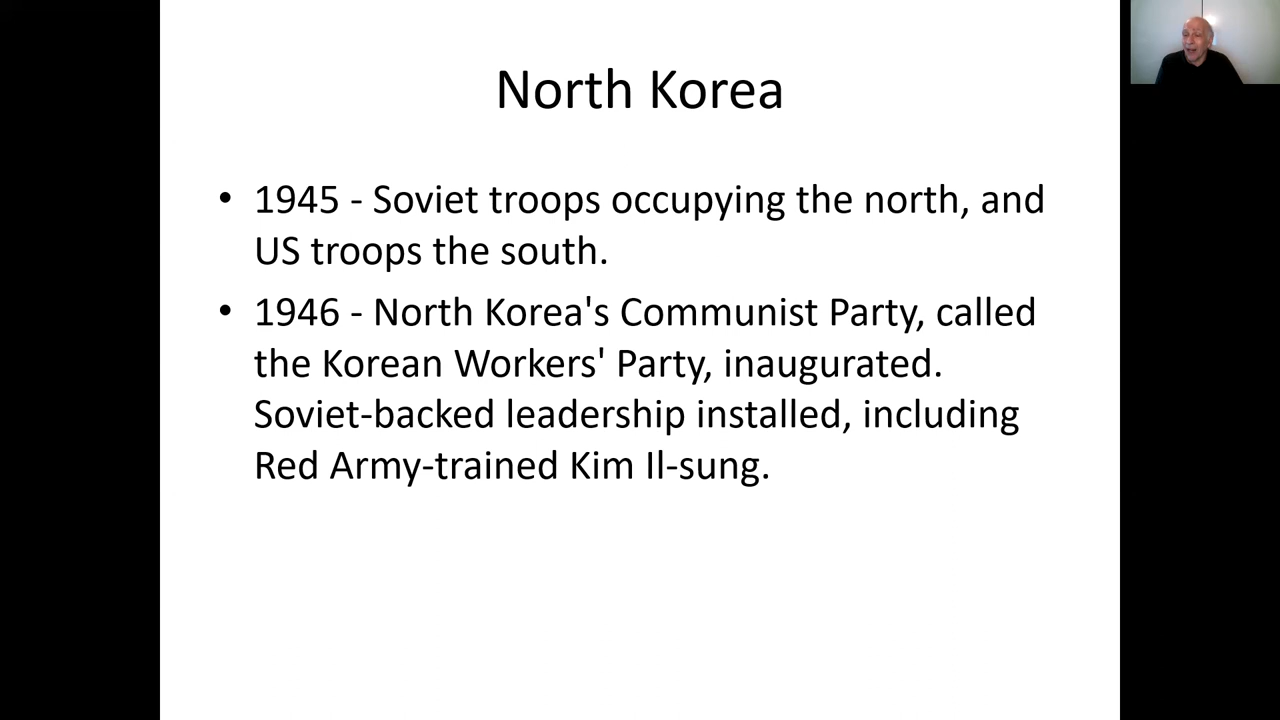 North Korea
• 1945 - Soviet troops occupying the north, and
US troops the south.
• 1946 - North Korea's Communist Party, called
the Korean Workers' Party, inaugurated.
Soviet-backed leadership installed, including
Red Army-trained Kim Il-sung.